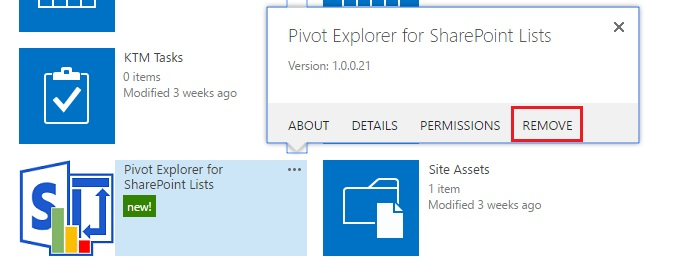 Pivot Explorer for SharePoint Lists
Version: 1.0.0.21
ABOUT DETAILS PERMISSIONS REMOVE
KTM Tasks
0 items
Modified 3 weeks ago
Pivot Explorer for
SharePoint Lists
new!
Site Assets
1 item
Modified 3 weeks ago